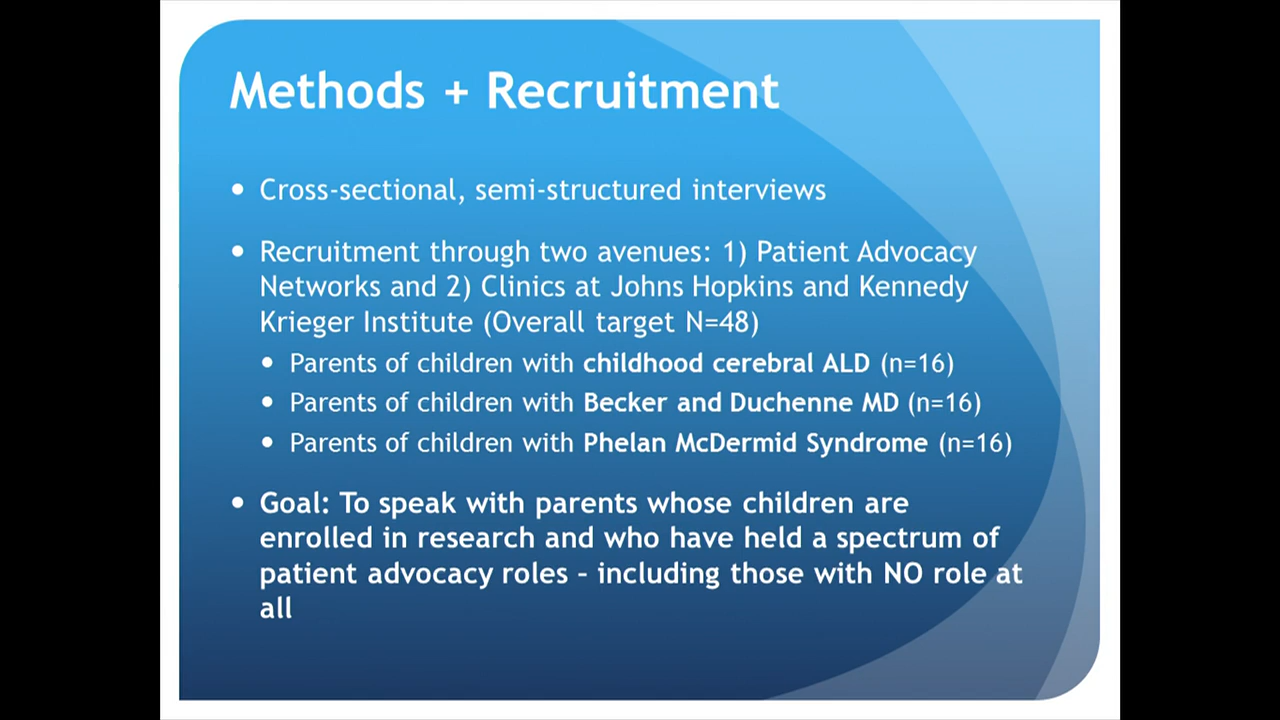 Methods + Recruitment
• Cross-sectional, semi-structured interviews
• Recruitment through two avenues: 1) Patient Advocacy
Networks and 2) Clinics at Johns Hopkins and Kennedy
Krieger Institute (Overall target N=48)
• Parents of children with childhood cerebral ALD (n=16)
• Parents of children with Becker and Duchenne MD (n=16)
• Parents of children with Phelan McDermid Syndrome (n=16)
• Goal: To speak with parents whose children are
enrolled in research and who have held a spectrum of
patient advocacy roles – including those with NO role at
all